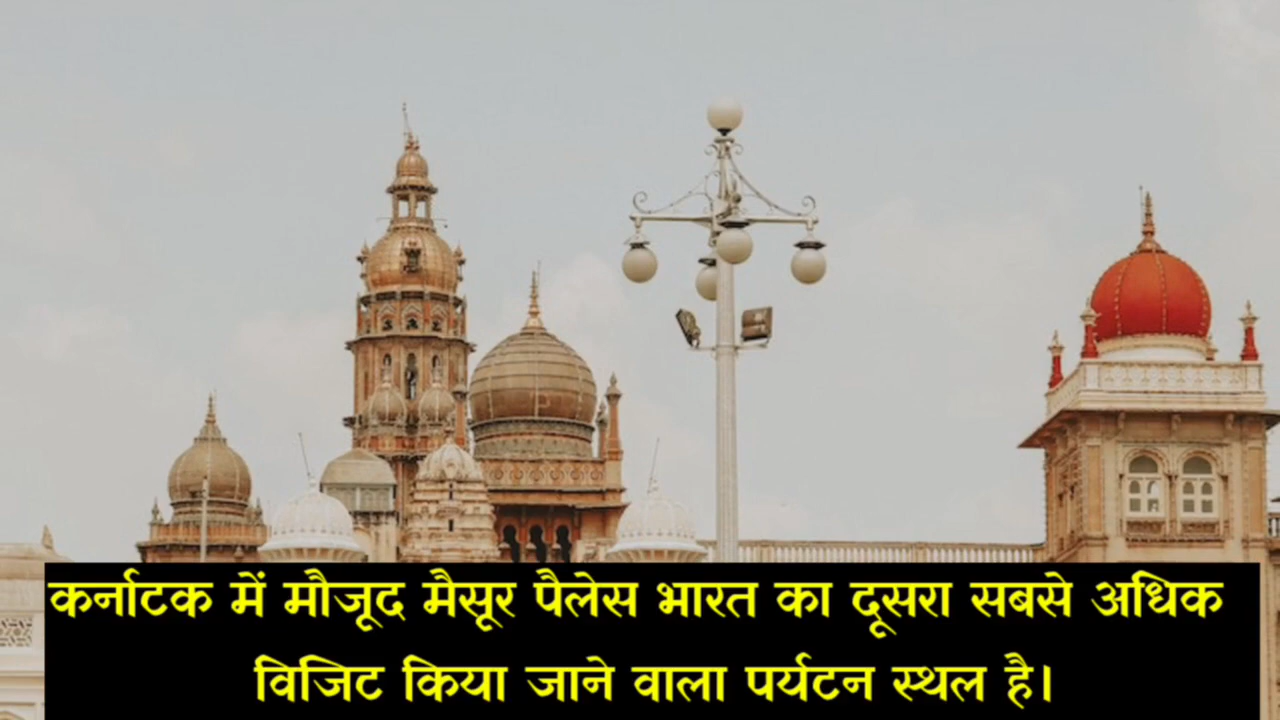 कर्नाटक में मौजूद मैसूर पैलेस भारत का दूसरा सबसे अधिक
विजिट किया जाने वाला पर्यटन स्थल है।